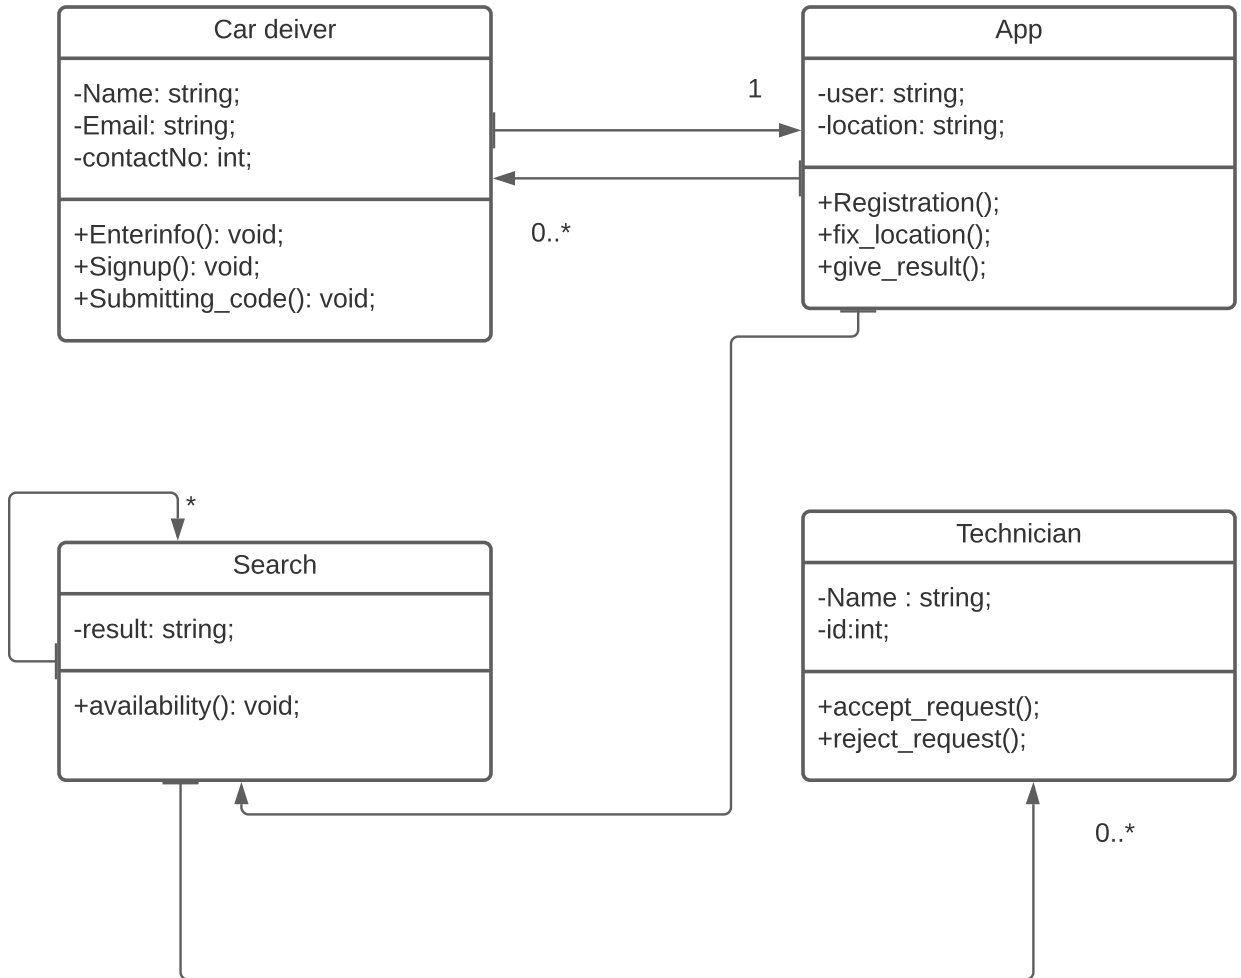 Car deiver
-Name: string;
-Email: string;
-contactNo: int;
+Enterinfo(): void;
+Signup(): void;
+Submitting_code(): void;
1
0..*
App
-user: string;
-location: string;
+Registration();
+fix_location();
+give_result();
*
Search
-result: string;
+availability(): void;
Technician
-Name : string;
-id:int;
+accept_request();
+reject_request();
0..*